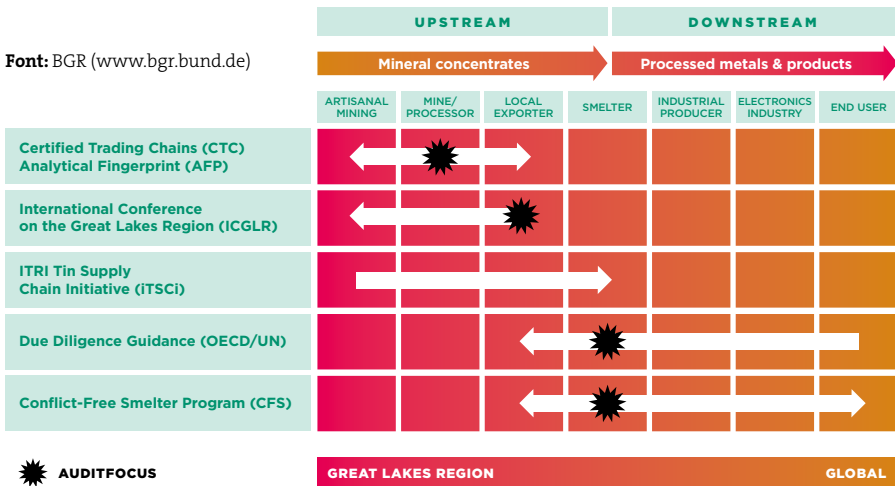 UPSTREAM
DOWNSTREAM
Font: BGR (www.bgr.bund.de)
Mineral concentrates
Processed metals & products
ARTISANAL
MINING
MINE/
PROCESSOR
LOCAL
EXPORTER
SMELTER
INDUSTRIAL
PRODUCER
ELECTRONICS
INDUSTRY
END USER
Certified Trading Chains (CTC)
Analytical Fingerprint (AFP)
International Conference
on the Great Lakes Region (ICGLR)
ITRI Tin Supply
Chain Initiative (iTSCi)
Due Diligence Guidance (OECD/UN)
Conflict-Free Smelter Program (CFS)
AUDITFOCUS
GREAT LAKES REGION
GLOBAL